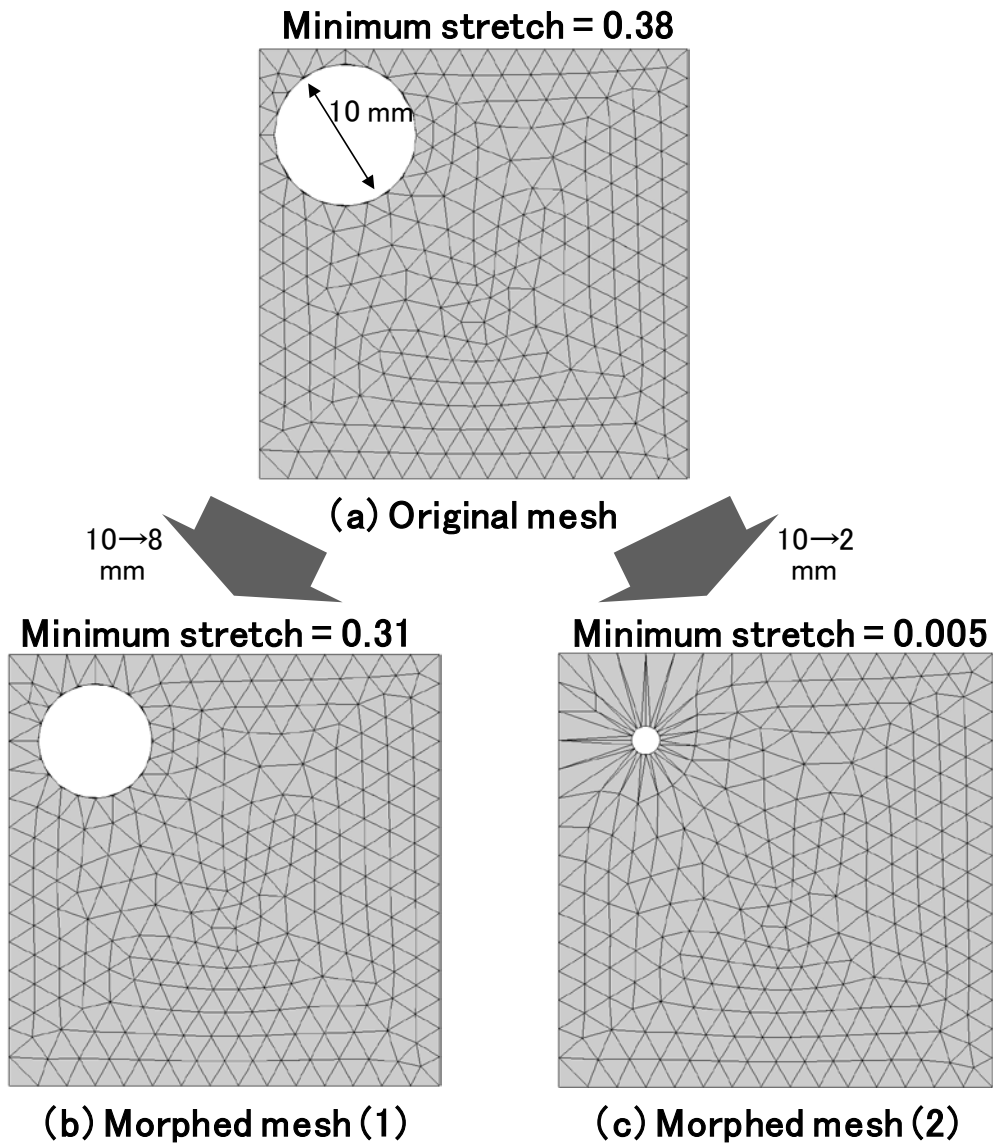 Minimum stretch = 0.38
10 mm
(a) Original mesh
10→8
mm
10→2
mm
Minimum stretch = 0.31
Minimum stretch = 0.005
(b) Morphed mesh (1)
(c) Morphed mesh (2)